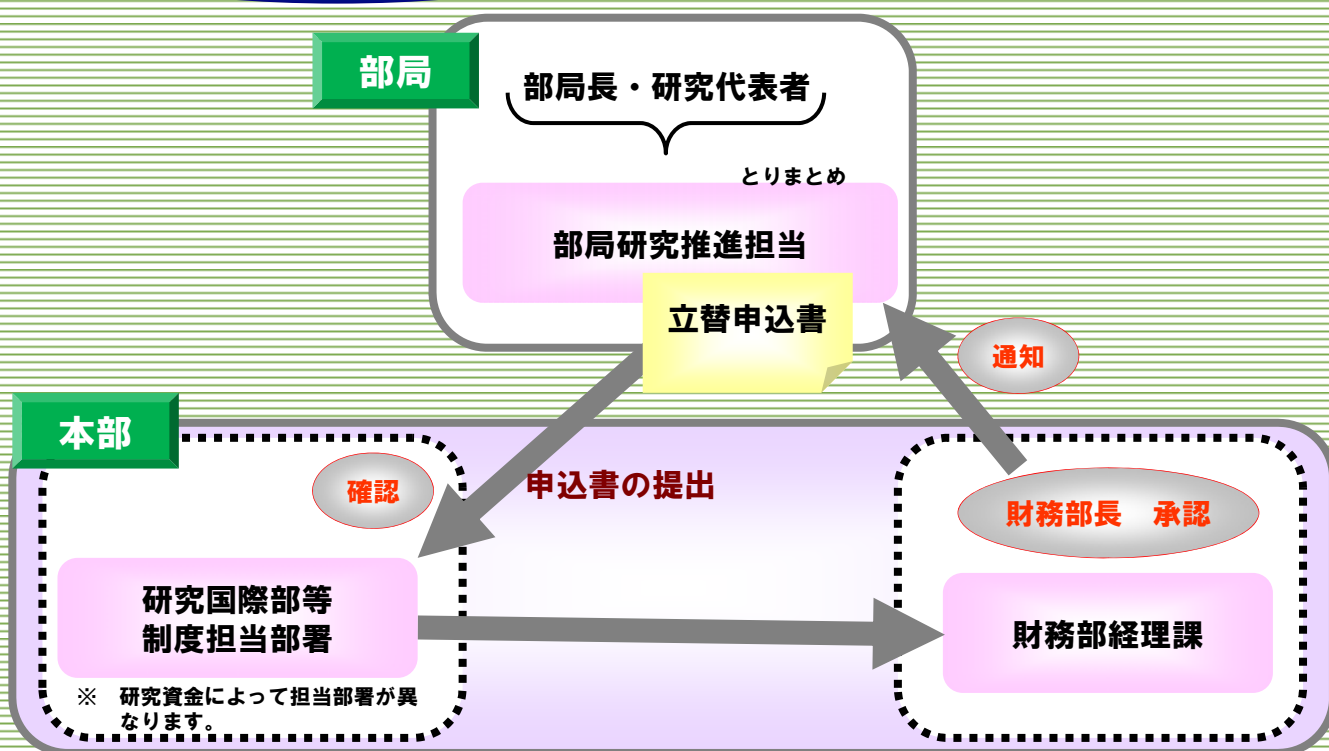 部局
部局長・研究代表者
とりまとめ
部局研究推進担当
立替申込書
通知
本部
確認
申込書の提出
財務部長　承認
研究国際部等
制度担当部署
財務部経理課
※　研究資金によって担当部署が異
なります。